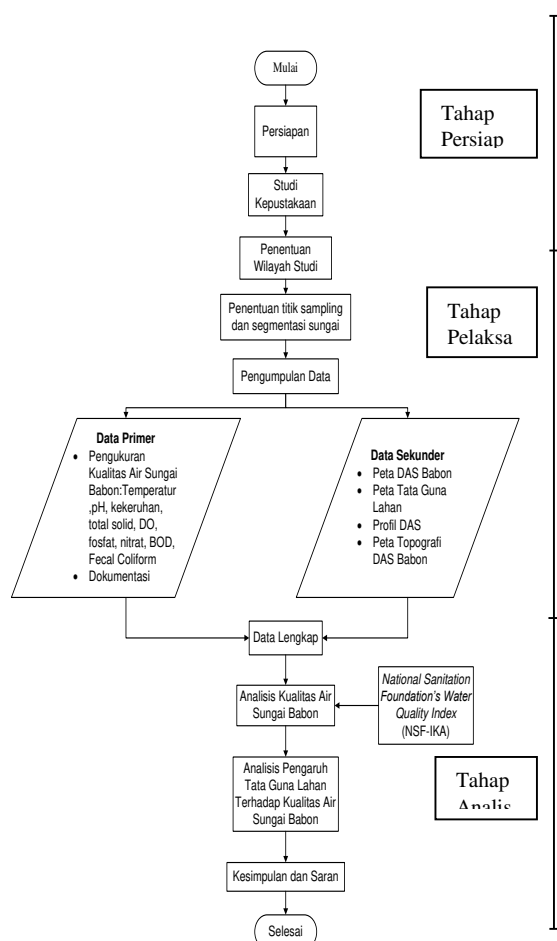 Mulai
Persiapan
Studi
Kepustakaan
Penentuan
Wilayah Studi
Penentuan titik sampling
dan segmentasi sungai
Pengumpulan Data
Data Primer
• Pengukuran
Kualitas Air Sungai
Babon:Temperatur
,pH, kekeruhan,
total solid, DO,
fosfat, nitrat, BOD,
Fecal Coliform
• Dokumentasi
Data Sekunder
• Peta DAS Babon
• Peta Tata Guna
Lahan
• Profil DAS
• Peta Topografi
DAS Babon
Data Lengkap
Analisis Kualitas Air
Sungai Babon
National Sanitation
Foundation's Water
Quality Index
(NSF-IKA)
Analisis Pengaruh
Tata Guna Lahan
Terhadap Kualitas Air
Sungai Babon
Kesimpulan dan Saran
Selesai
Tahap
Persiap
Tahap
Pelaksa
Tahap
Analis